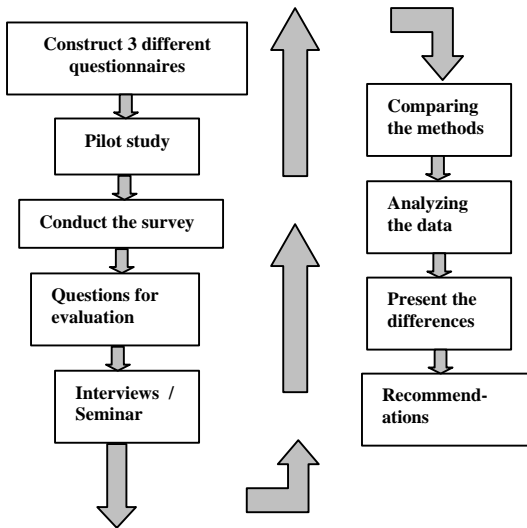 Construct 3 different
questionnaires
Pilot study
Conduct the survey
Questions for
evaluation
Interviews / 
Seminar
Comparing
the methods
Analyzing
the data
Present the
differences
Recommend-
ations